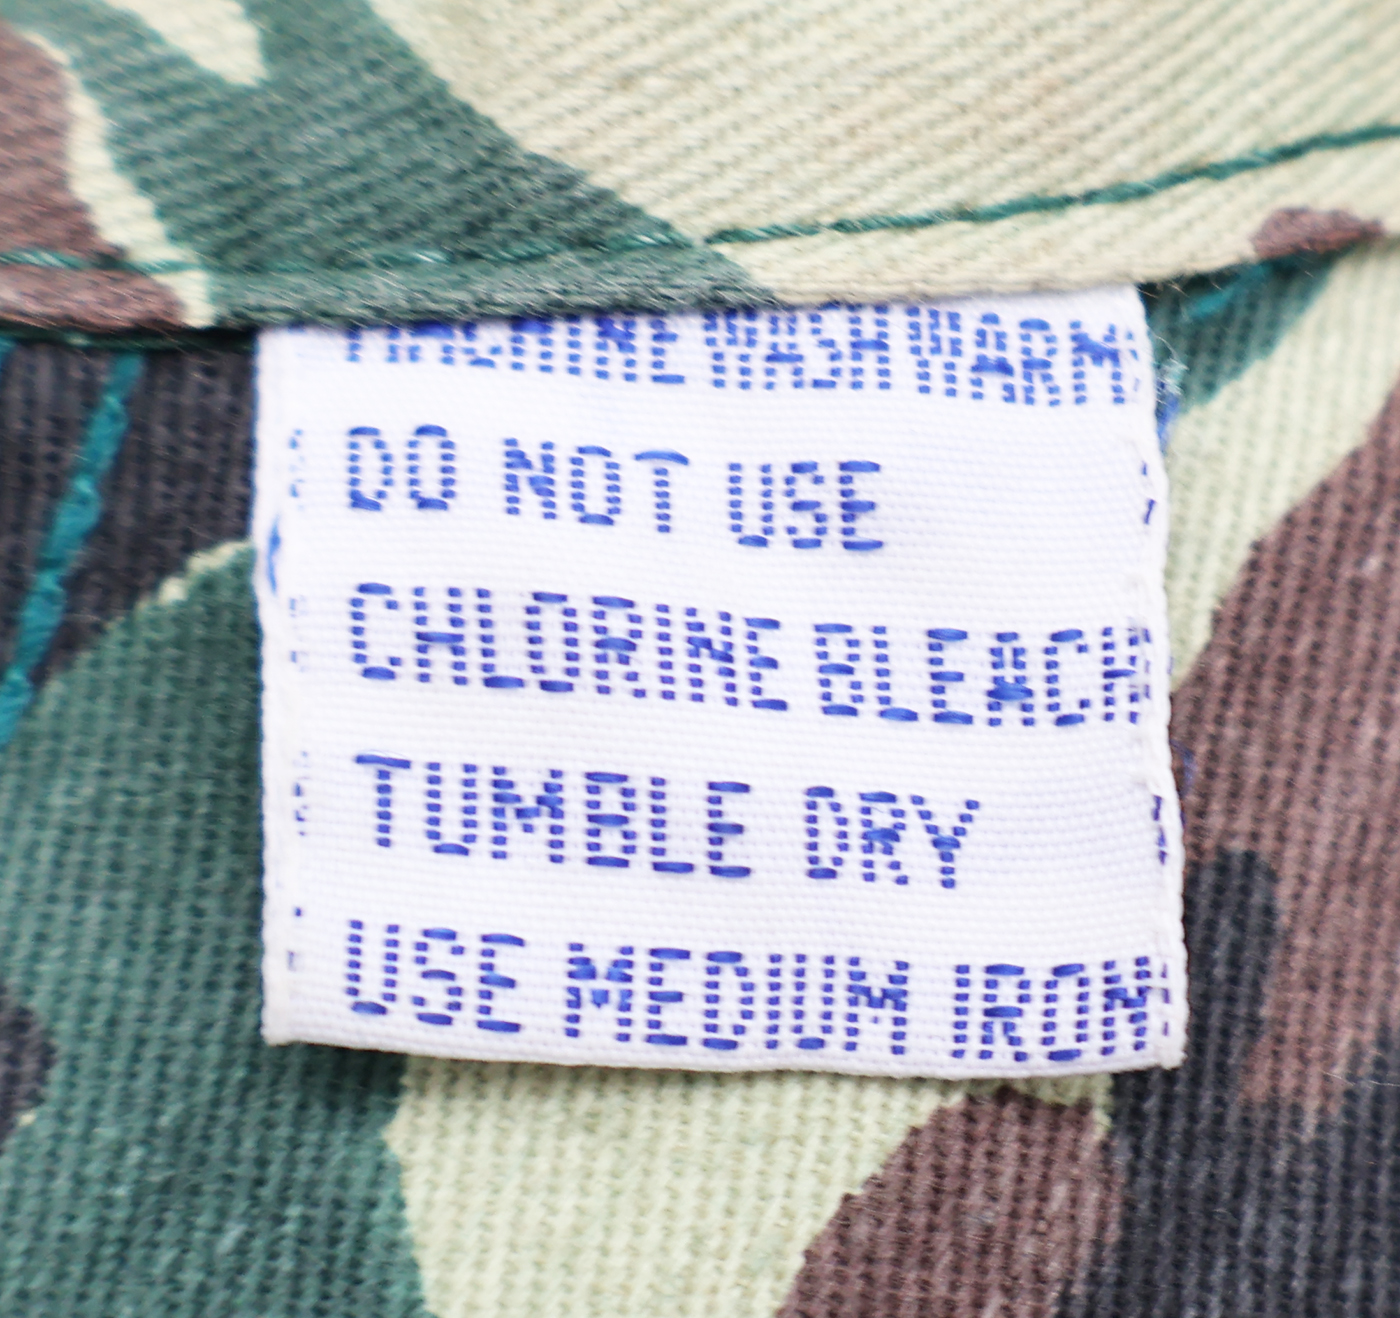 MACHINE WASH WARM
DO NOT USE
CHLORINE BLEACH
TUMBLE DRY
USE MEDIUM IRON